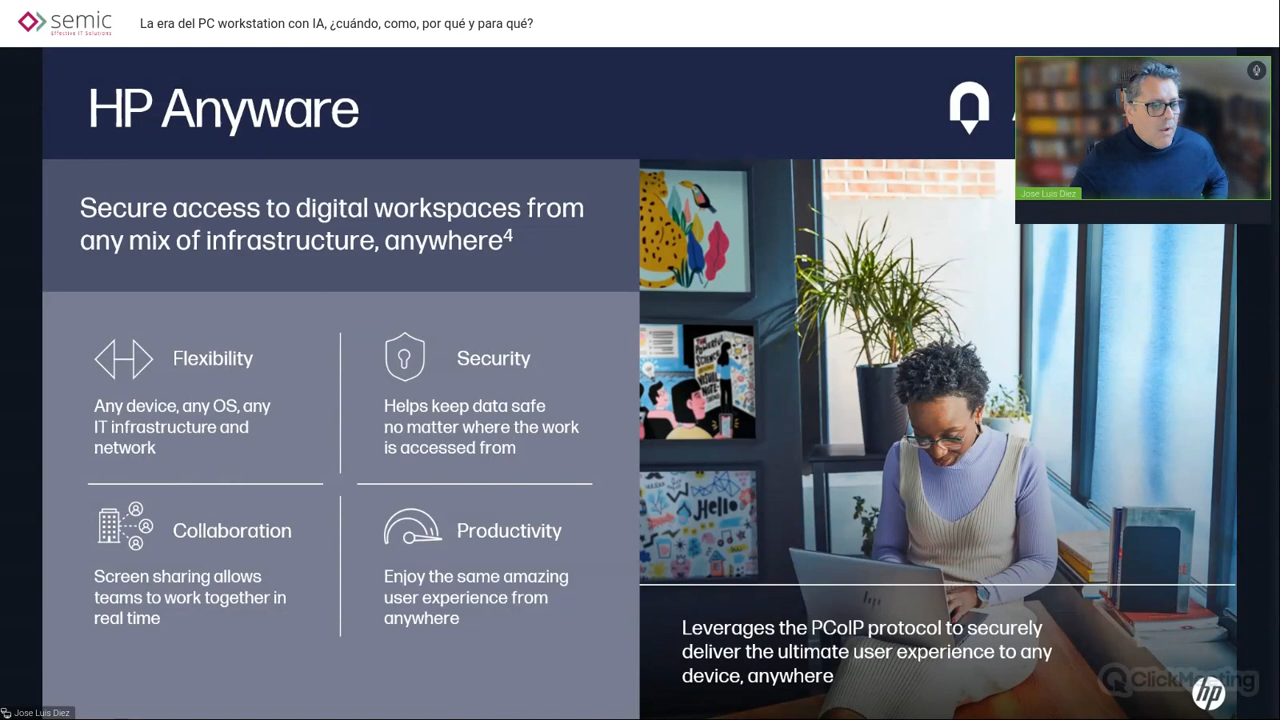 semic
Effective IT Solutions
La era del PC workstation con IA, ¿cuándo, como, por qué y para qué?
HP Anyware
Jose Luis Diez
Secure access to digital workspaces from
any mix of infrastructure, anywhere⁴
Flexibility
Any device, any OS, any
IT infrastructure and
network
Security
Helps keep data safe
no matter where the work
is accessed from
Collaboration
Screen sharing allows
teams to work together in
real time
Productivity
Enjoy the same amazing
user experience from
anywhere
Hello
Leverages the PCoIP protocol to securely
deliver the ultimate user experience to any
device, anywhere
ClickMeeting
hp
Jose Luis Diez